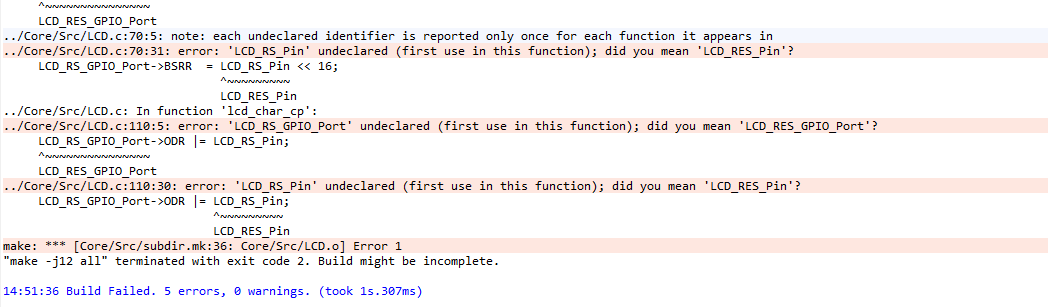 ^~~~~~~~~~~~~~~~
LCD_RES_GPIO_Port
../Core/Src/LCD.c:70:5: note: each undeclared identifier is reported only once for each function it appears in
../Core/Src/LCD.c:70:31: error: 'LCD_RS_Pin' undeclared (first use in this function); did you mean 'LCD_RES_Pin'?
LCD_RS_GPIO_Port->BSRR  = LCD_RS_Pin << 16;
^~~~~~~~~~
LCD_RES_Pin
../Core/Src/LCD.c: In function 'lcd_char_cp':
../Core/Src/LCD.c:110:5: error: 'LCD_RS_GPIO_Port' undeclared (first use in this function); did you mean 'LCD_RES_GPIO_Port'?
LCD_RS_GPIO_Port->ODR |= LCD_RS_Pin;
^~~~~~~~~~~~~~~~
LCD_RES_GPIO_Port
../Core/Src/LCD.c:110:30: error: 'LCD_RS_Pin' undeclared (first use in this function); did you mean 'LCD_RES_Pin'?
LCD_RS_GPIO_Port->ODR |= LCD_RS_Pin;
^~~~~~~~~~
LCD_RES_Pin
make: *** [Core/Src/subdir.mk:36: Core/Src/LCD.o] Error 1
"make -j12 all" terminated with exit code 2. Build might be incomplete.
14:51:36 Build Failed. 5 errors, 0 warnings. (took 1s.307ms)